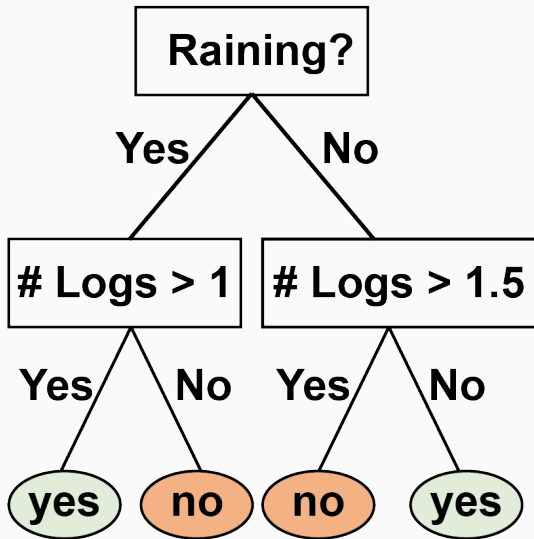 Raining?
Yes No
# Logs > 1 # Logs > 1.5
Yes No Yes No
yes no no yes